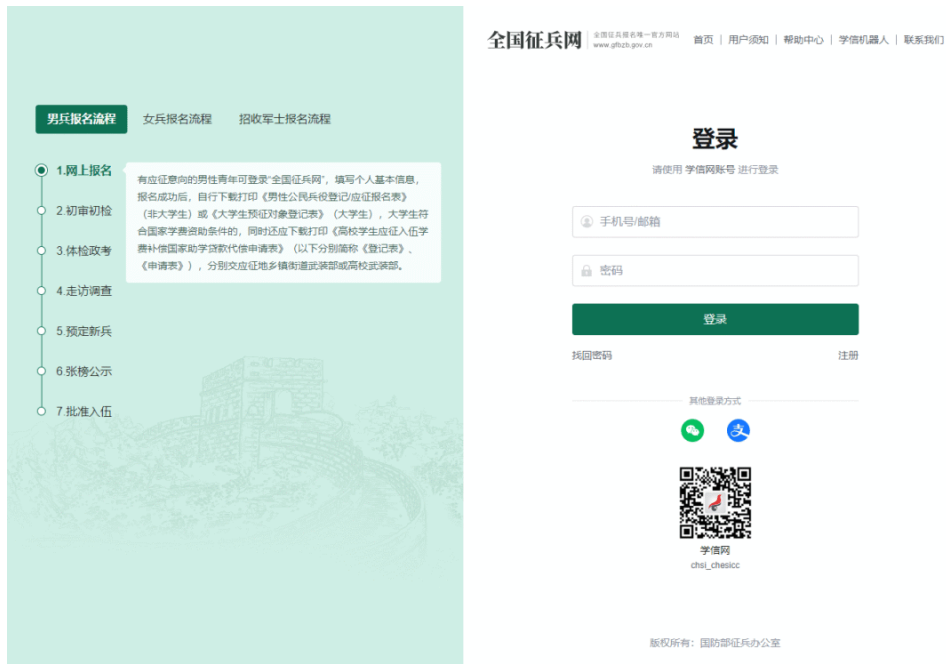 男兵报名流程 女兵报名流程 招收军士报名流程
1.网上报名
有应征意向的男性青年可登录“全国征兵网”，填写个人基本信息，
报名成功后，自行下载打印《男性公民兵役登记/应征报名表》
（非大学生）或《大学生预征对象登记表》（大学生），大学生符
合国家学费资助条件的，同时还应下载打印《高校学生应征入伍学
费补偿国家助学贷款代偿申请表》（以下分别简称《登记表》、
《申请表》），分别交应征地乡镇街道武装部或高校武装部。
2.初审初检
3.体检政考
4.走访调查
5.预定新兵
6.张榜公示
7.批准入伍
全国征兵网
全国征兵报名唯一官方网站
www.gfbzb.gov.cn
首页 | 用户须知 | 帮助中心 | 学信机器人 | 联系我们
登录
请使用 学信网账号 进行登录
手机号/邮箱
密码
登录
找回密码 注册
其他登录方式
支
学信网
chsi_chesicc
版权所有：国防部征兵办公室